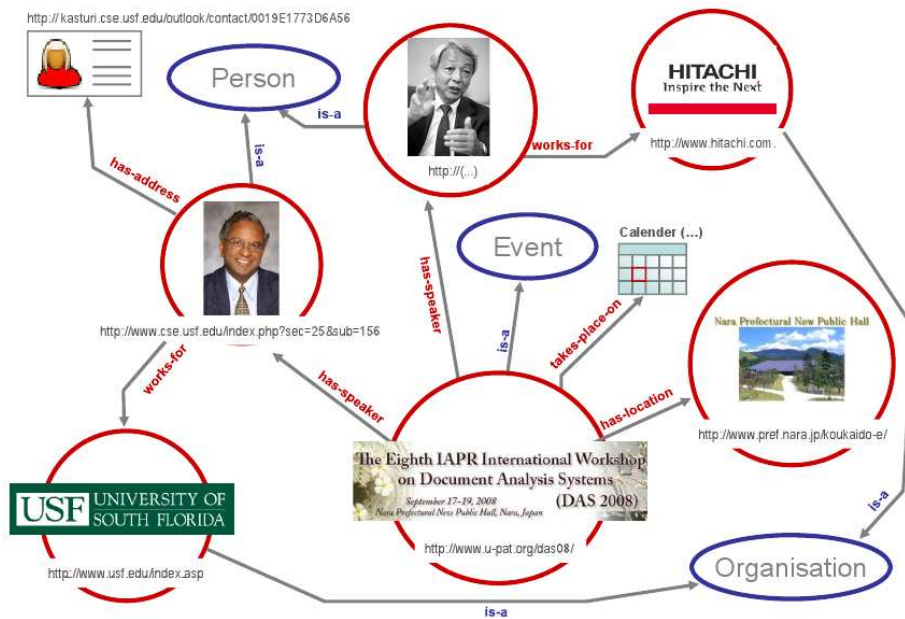 http://kasturi.cse.usf.edu/outlook/contact/0019E1773D6A56
Person
HITACHI
Inspire the Next
is-a
works-for
http://www.hitachi.com.
http://(...)
has-address
is-a
Calender (...)
Event
has-speaker
takes-place-on
Nara Prefectural New Public Hall
http://www.cse.usf.edu/index.php?sec=25&sub=156
is-a
works-for
has-speaker
has-location
http://www.pref.nara.jp/koukaido-e/
The Eighth IAPR International Workshop
on Document Analysis Systems
September 17-19, 2008
(DAS 2008)
Nara Prefectural New Public Hall, Nara, Japan
USF UNIVERSITY OF
SOUTH FLORIDA
is-a
http://www.u-pat.org/das08/
http://www.usf.edu/index.asp
Organisation
is-a